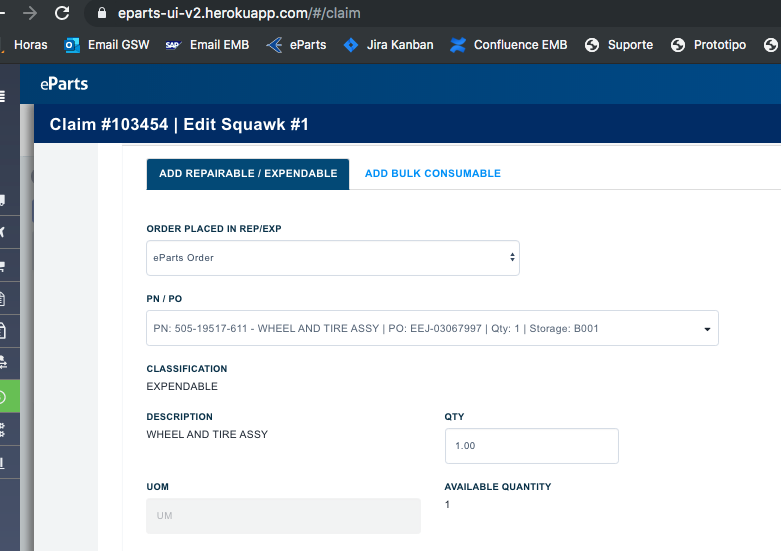 eparts-ui-v2.herokuapp.com/#/claim
Horas Email GSW SAP Email EMB eParts Jira Kanban Confluence EMB Suporte Prototipo
eParts
Claim #103454 | Edit Squawk #1
ADD REPAIRABLE / EXPENDABLE ADD BULK CONSUMABLE
ORDER PLACED IN REP/EXP
eParts Order
PN / PO
PN: 505-19517-611 - WHEEL AND TIRE ASSY | PO: EEJ-03067997 | Qty: 1 | Storage: B001
CLASSIFICATION
EXPENDABLE
DESCRIPTION QTY
WHEEL AND TIRE ASSY
1.00
UOM AVAILABLE QUANTITY
1
UM